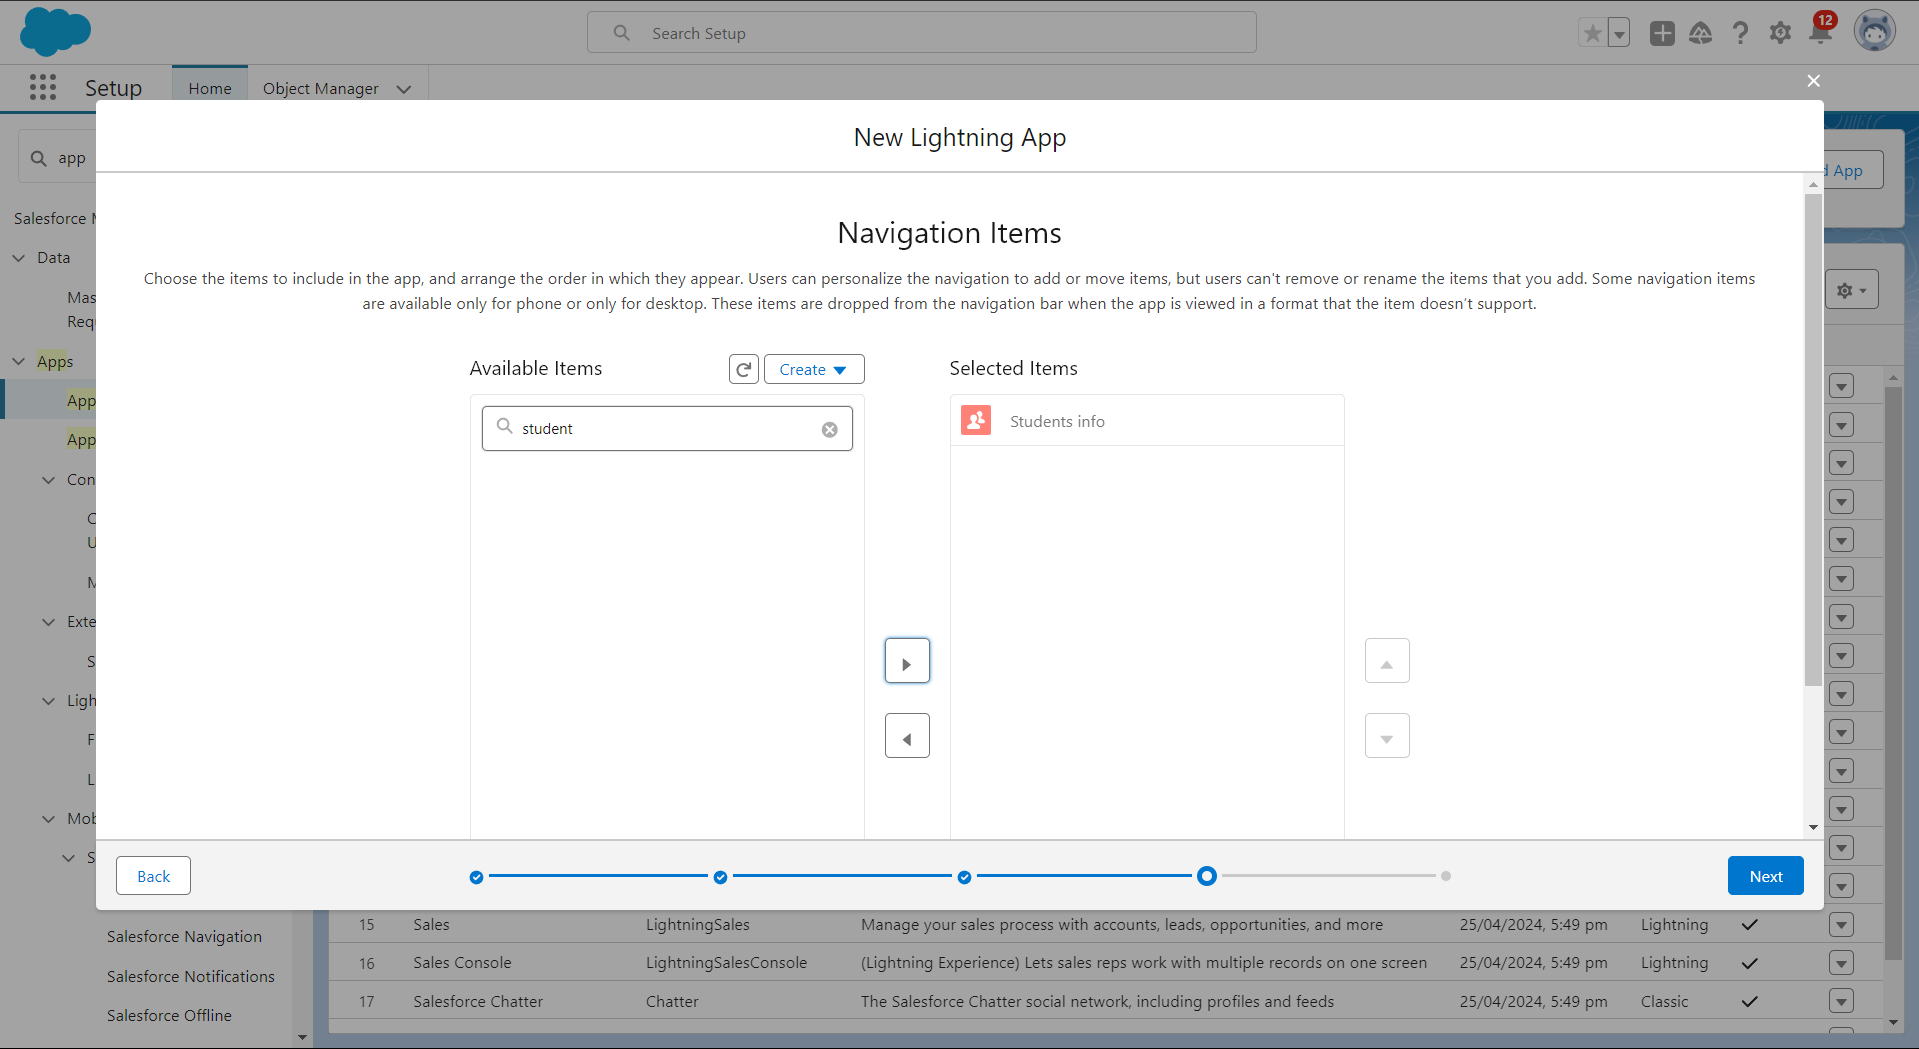 Search Setup
12
Setup
Home
Object Manager
New Lightning App
app
App
Salesforce
Data
Apps
App
App
Salesforce Navigation
Salesforce Notifications
Salesforce Offline
Navigation Items
Choose the items to include in the app, and arrange the order in which they appear. Users can personalize the navigation to add or move items, but users can't remove or rename the items that you add. Some navigation items
are available only for phone or only for desktop. These items are dropped from the navigation bar when the app is viewed in a format that the item doesn't support.
Available Items
Create
Selected Items
student
Students info
Back
Next
15 Sales LightningSales Manage your sales process with accounts, leads, opportunities, and more 25/04/2024, 5:49 pm Lightning
16 Sales Console LightningSalesConsole (Lightning Experience) Lets sales reps work with multiple records on one screen 25/04/2024, 5:49 pm Lightning
17 Salesforce Chatter Chatter The Salesforce Chatter social network, including profiles and feeds 25/04/2024, 5:49 pm Classic